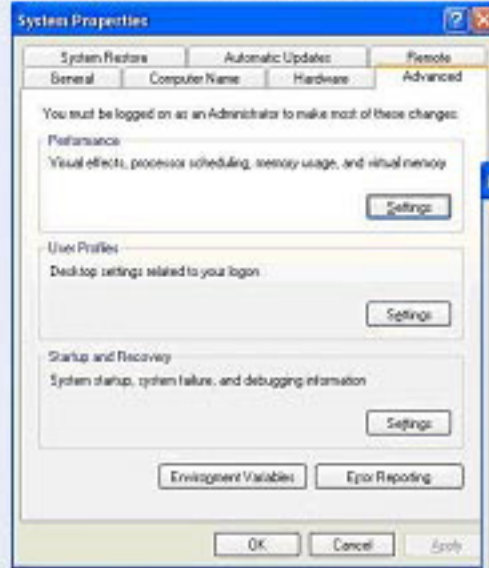 System Properties
System Restore Automatic Updates Remote
General Computer Name Hardware Advanced
You must be logged on as an Administrator to make most of these changes.
Performance
Visual effects, processor scheduling, memory usage, and virtual memory
Settings
User Profiles
Desktop settings related to your logon
Settings
Startup and Recovery
System startup, system failure, and debugging information
Settings
Environment Variables Error Reporting
OK Cancel Apply